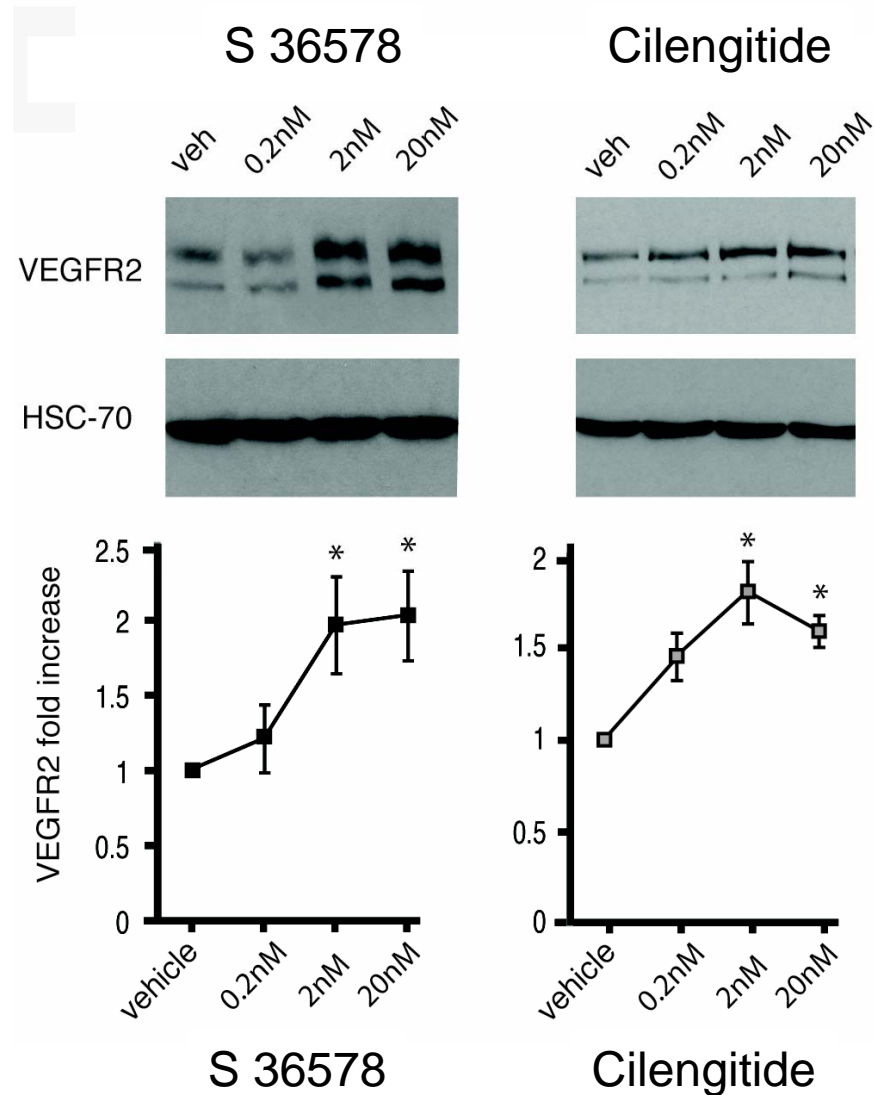 S 36578 Cilengitide
veh 0.2nM 2nM 20nM veh 0.2nM 2nM 20nM
VEGFR2
HSC-70
VEGFR2 fold increase
2.5
2
1.5
1
0.5
0
* *
vehicle 0.2nM 2nM 20nM
2
1.5
1
0.5
0
* *
vehicle 0.2nM 2nM 20nM
S 36578 Cilengitide